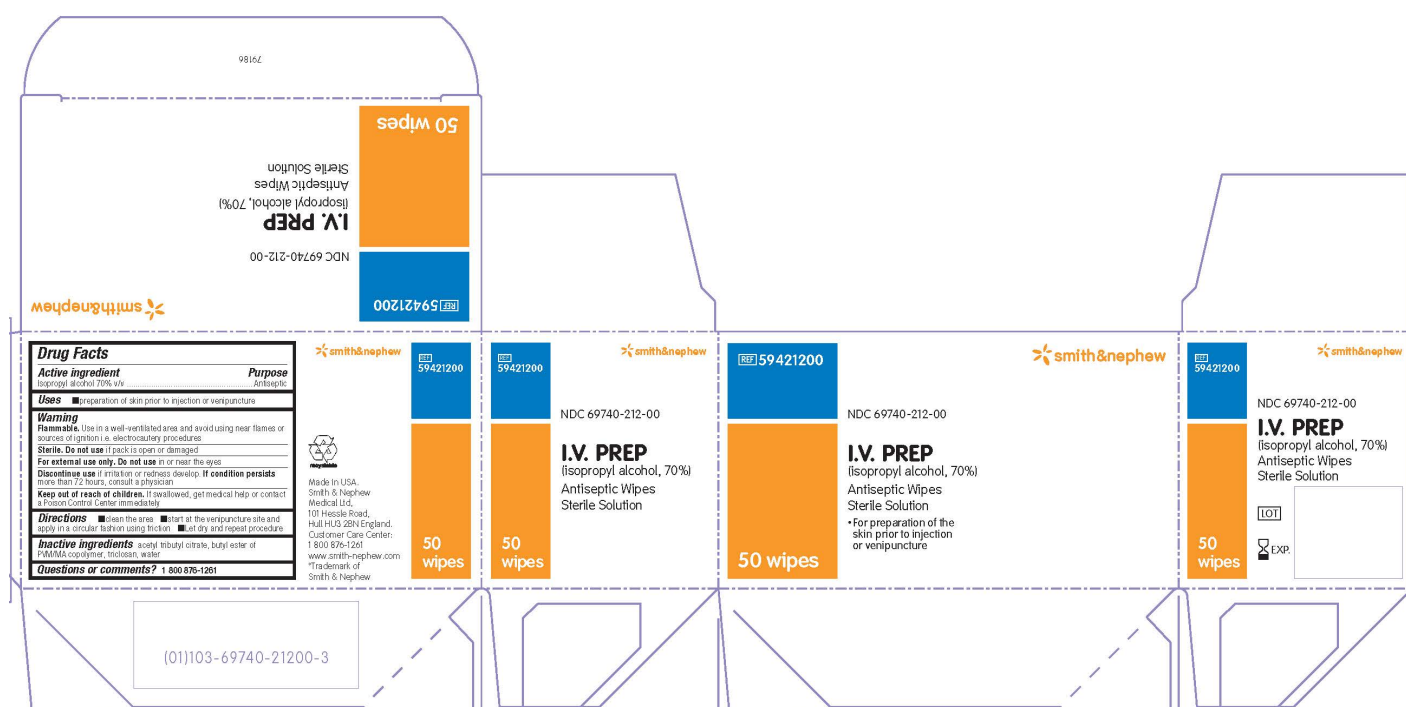 79186
50 wipes
I.V. PREP
(isopropyl alcohol, 70%)
Antiseptic Wipes
Sterile Solution
NDC 69740-212-00
REF 59421200
smith&nephew
Drug Facts
Active ingredient Purpose
Isopropyl alcohol 70% v/v ........ Antiseptic
Uses ■preparation of skin prior to injection or venipuncture
Warning
Flammable. Use in a well-ventilated area and avoid using near flames or
sources of ignition i.e. electrocautery procedures
Sterile. Do not use if pack is open or damaged
For external use only. Do not use in or near the eyes
Discontinue use if irritation or redness develop. If condition persists
more than 72 hours, consult a physician
Keep out of reach of children. If swallowed, get medical help or contact
a Poison Control Center immediately
Directions ■clean the area ■start at the venipuncture site and
apply in a circular fashion using friction ■Let dry and repeat procedure
Inactive ingredients acetyl tributyl citrate, butyl ester of
PVM/MA copolymer, triclosan, water
Questions or comments? 1 800 876-1261
smith&nephew
recyclable
Made In USA.
Smith & Nephew
Medical Ltd,
101 Hessle Road,
Hull HU3 2BN England.
Customer Care Center:
1 800 876-1261
www.smith-nephew.com
*Trademark of
Smith & Nephew
REF
59421200
50
wipes
REF
59421200
50
wipes
smith&nephew
NDC 69740-212-00
I.V. PREP
(isopropyl alcohol, 70%)
Antiseptic Wipes
Sterile Solution
REF 59421200
50 wipes
smith&nephew
NDC 69740-212-00
I.V. PREP
(isopropyl alcohol, 70%)
Antiseptic Wipes
Sterile Solution
•For preparation of the
skin prior to injection
or venipuncture
REF
59421200
50
wipes
smith&nephew
NDC 69740-212-00
I.V. PREP
(isopropyl alcohol, 70%)
Antiseptic Wipes
Sterile Solution
LOT
EXP.
(01)103-69740-21200-3